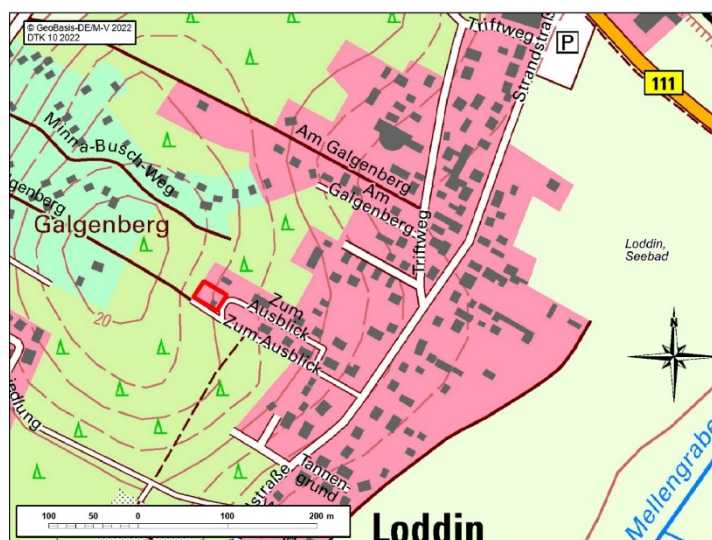 © GeoBasis-DE/M-V 2022
DTK 10 2022
Triftweg
Strandstraße
P
111
Minna-Busch-Weg
Am Galgenberg
Am
Galgenberg
Galgenberg
Triftweg
Loddin,
Seebad
N
20
Zum
Ausblick
Zum-Ausblick
Tannen-
grund
Mellengrabe
100 50 0 100 200 m
Loddin